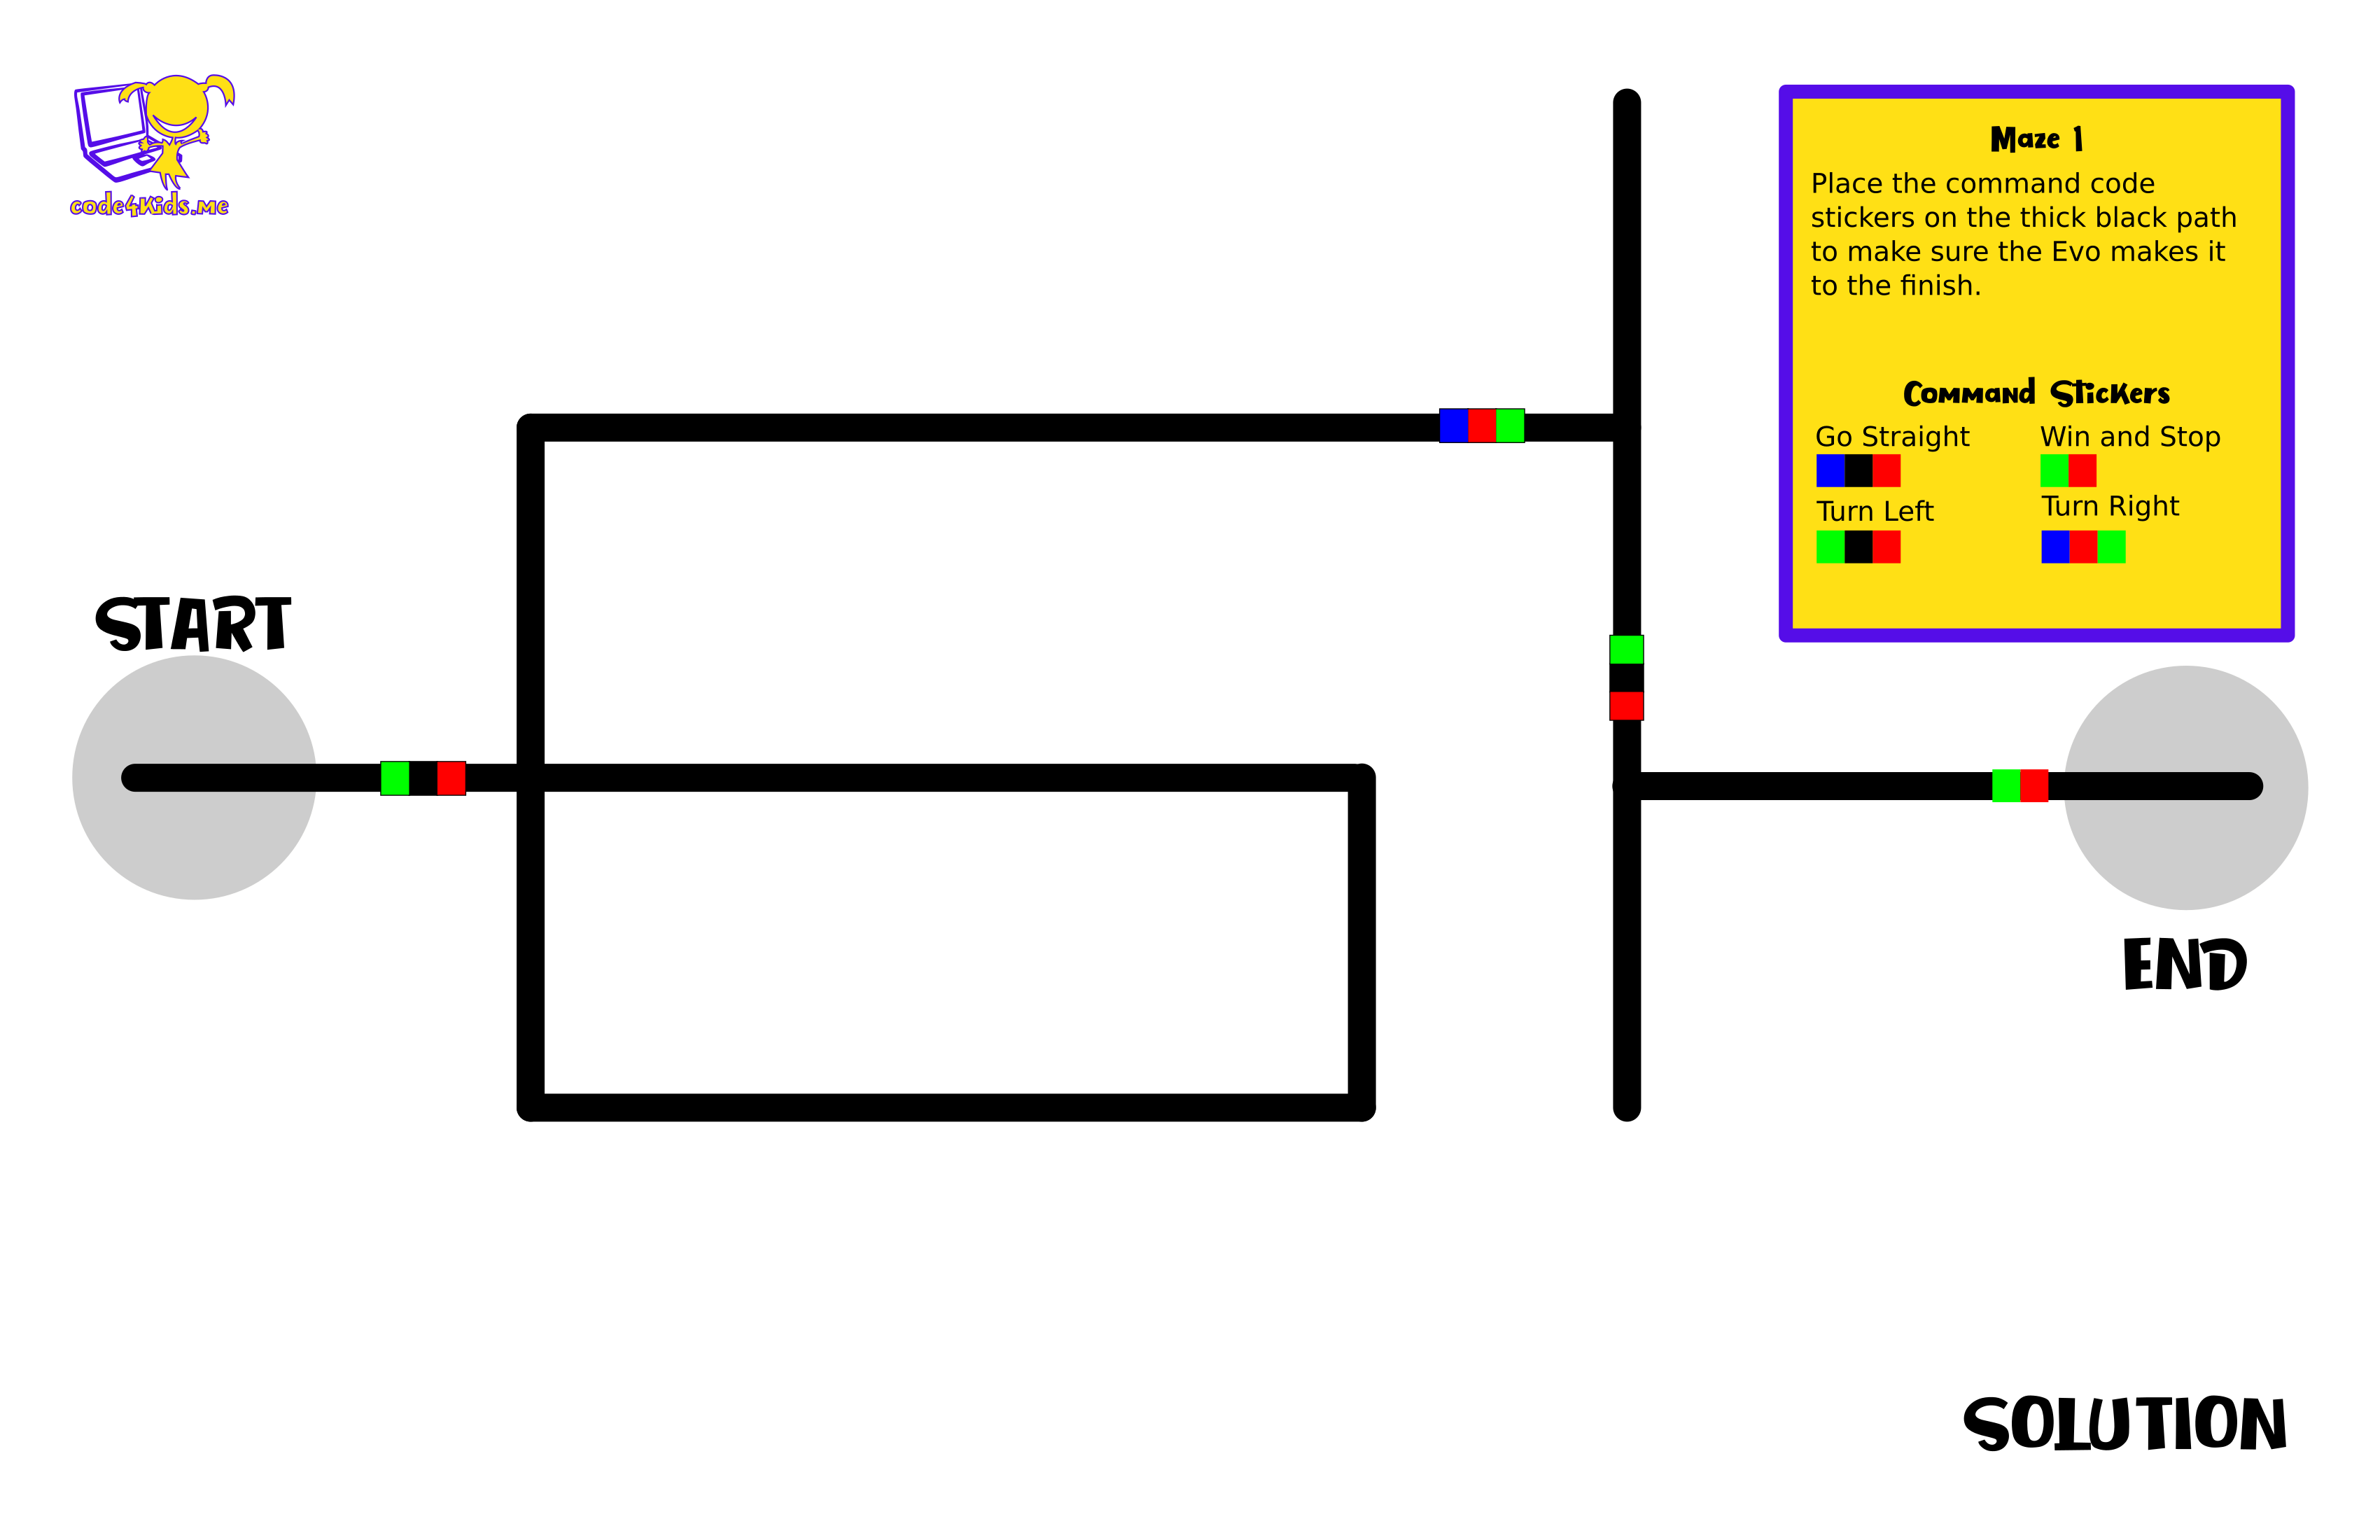 code4kids.me
Maze 1
Place the command code
stickers on the thick black path
to make sure the Evo makes it
to the finish.
Command Stickers
Go Straight
Win and Stop
Turn Left
Turn Right
START
END
SOLUTION